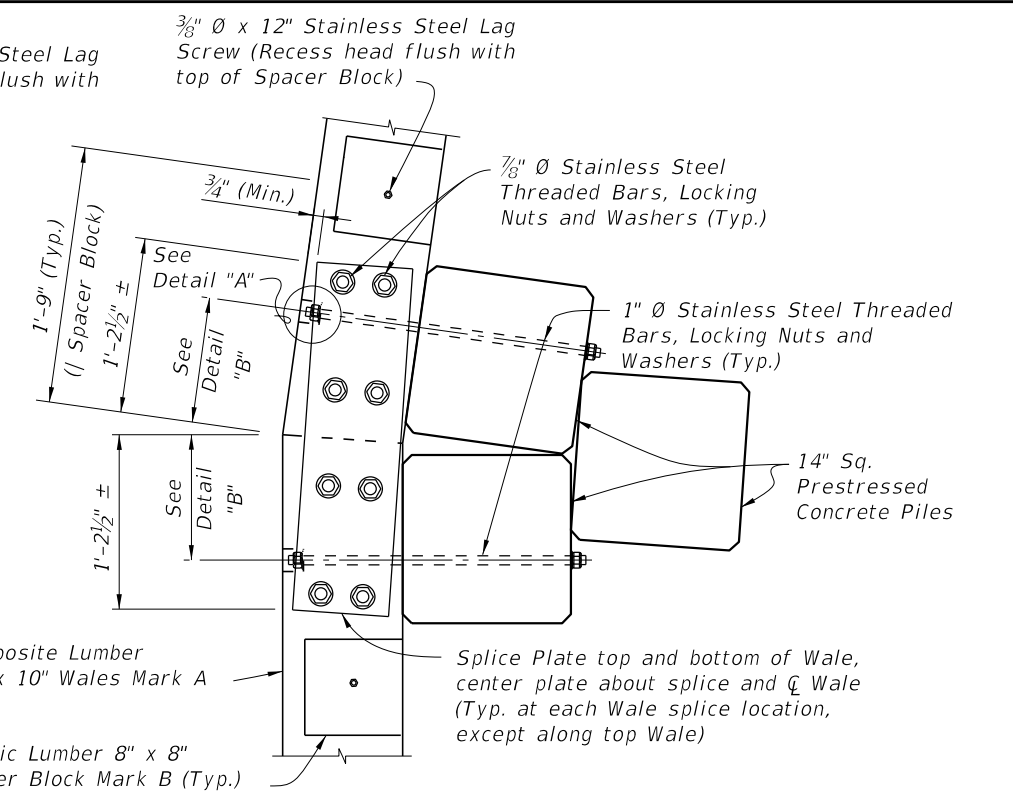 Steel Lag
lush with
⅜" Ø x 12" Stainless Steel Lag
Screw (Recess head flush with
top of Spacer Block)
⅞" Ø Stainless Steel
Threaded Bars, Locking
Nuts and Washers (Typ.)
¾" (Min.)
1'-9" (Typ.)
(| Spacer Block)
1'-2½" ±
See
Detail "A"
See
Detail
"B"
1" Ø Stainless Steel Threaded
Bars, Locking Nuts and
Washers (Typ.)
1'-2½" ±
See
Detail
"B"
14" Sq.
Prestressed
Concrete Piles
posite Lumber
x 10" Wales Mark A
Splice Plate top and bottom of Wale,
center plate about splice and ℄ Wale
(Typ. at each Wale splice location,
except along top Wale)
ic Lumber 8" x 8"
er Block Mark B (Typ.)